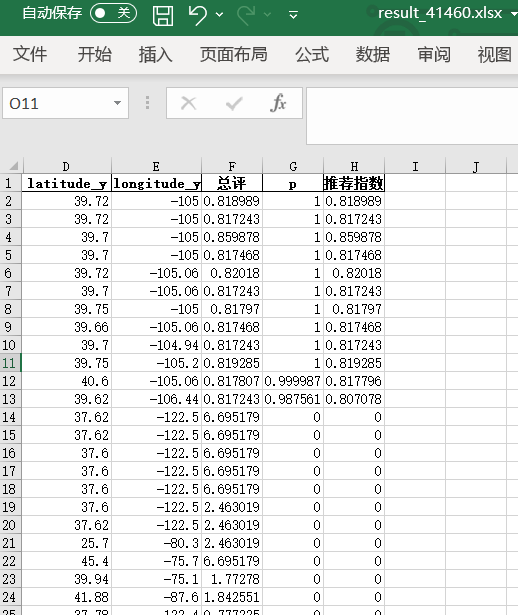 自动保存 关 result_41460.xlsx
文件 开始 插入 页面布局 公式 数据 审阅 视图
O11 fx
D E F G H I J
1 latitude_y longitude_y 总评 p 推荐指数
2 39.72 -105 0.818989 1 0.818989
3 39.72 -105 0.817243 1 0.817243
4 39.7 -105 0.859878 1 0.859878
5 39.7 -105 0.817468 1 0.817468
6 39.72 -105.06 0.82018 1 0.82018
7 39.7 -105.06 0.817243 1 0.817243
8 39.75 -105 0.81797 1 0.81797
9 39.66 -105.06 0.817468 1 0.817468
10 39.7 -104.94 0.817243 1 0.817243
11 39.75 -105.2 0.819285 1 0.819285
12 40.6 -105.06 0.817807 0.999987 0.817796
13 39.62 -106.44 0.817243 0.987561 0.807078
14 37.62 -122.5 6.695179 0 0
15 37.62 -122.5 6.695179 0 0
16 37.6 -122.5 6.695179 0 0
17 37.6 -122.5 6.695179 0 0
18 37.6 -122.5 6.695179 0 0
19 37.6 -122.5 2.463019 0 0
20 37.62 -122.5 2.463019 0 0
21 25.7 -80.3 2.463019 0 0
22 45.4 -75.7 6.695179 0 0
23 39.94 -75.1 1.77278 0 0
24 41.88 -87.6 1.842551 0 0
25 37.78 -122.4 0.777225 0 0